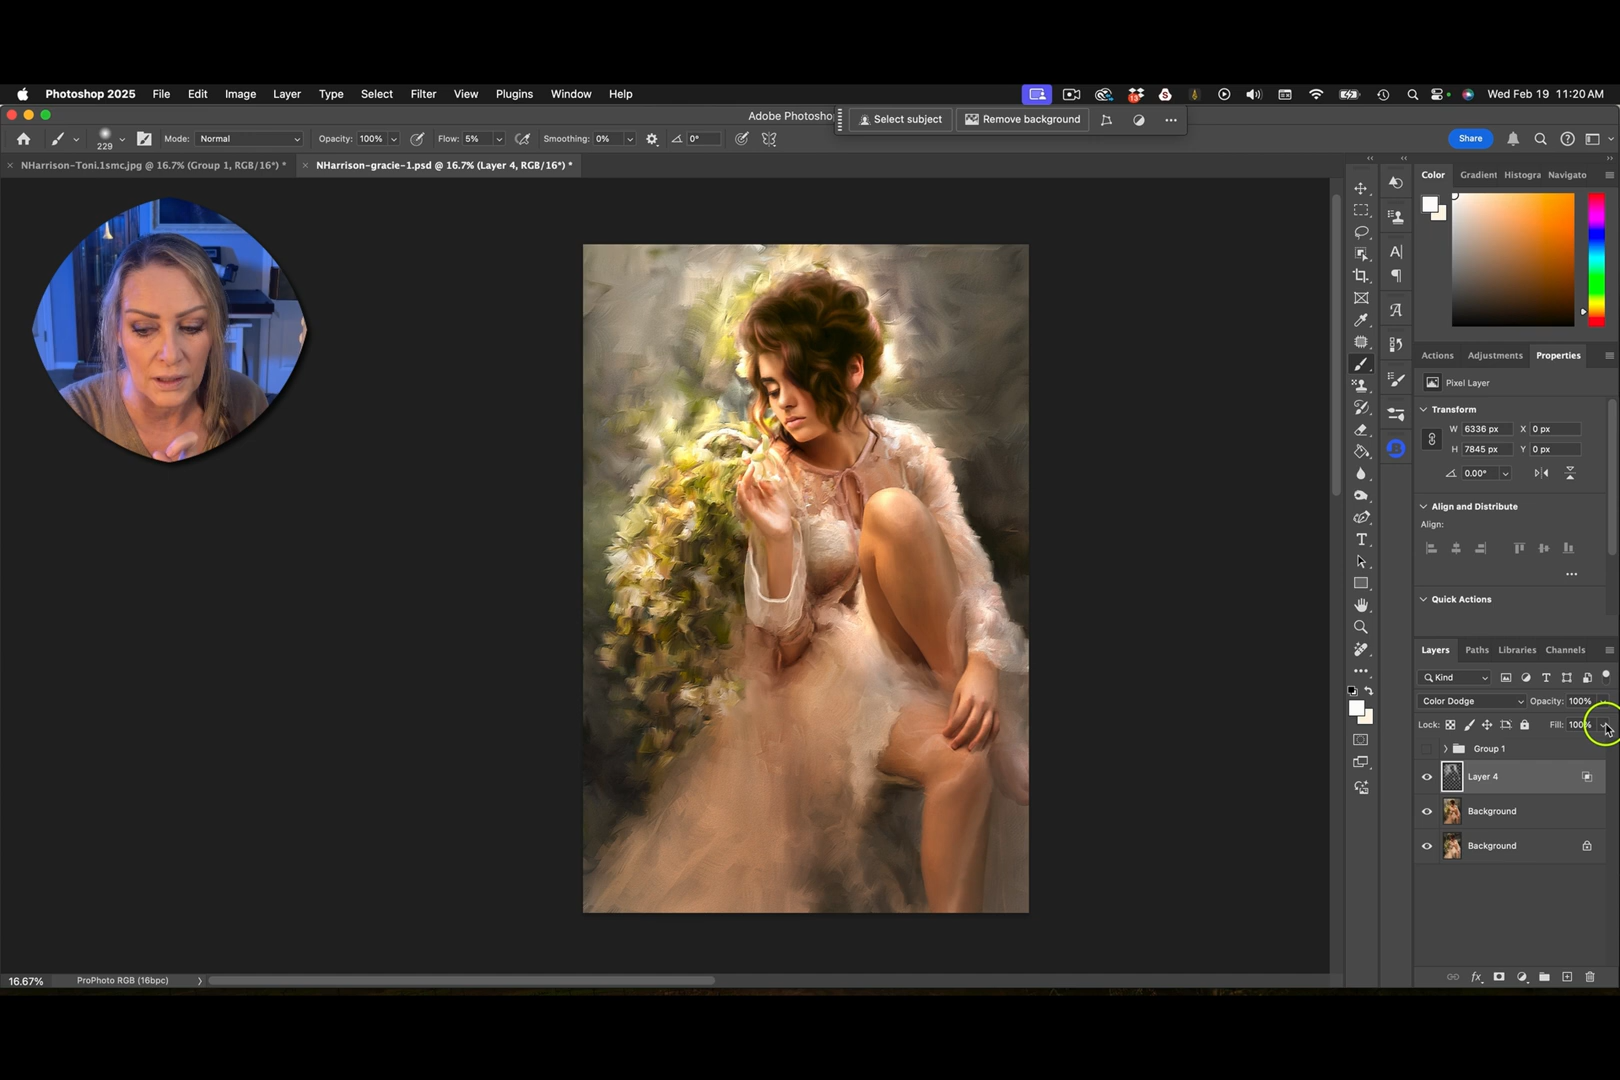 Photoshop 2025 File Edit Image Layer Type Select Filter View Plugins Window Help Wed Feb 19 11:20 AM
Adobe Photosho
Select subject Remove background
229 Mode: Normal Opacity: 100% Flow: 5% Smoothing: 0% 0° Share
NHarrison-Toni.1smc.jpg @ 16.7% (Group 1, RGB/16*) * NHarrison-gracie-1.psd @ 16.7% (Layer 4, RGB/16*) *
Color Gradient Histogra Navigato
Actions Adjustments Properties
Pixel Layer
Transform
W 6336 px X 0 px
H 7845 px Y 0 px
0.00°
Align and Distribute
Align:
Quick Actions
Layers Paths Libraries Channels
Kind
Color Dodge Opacity: 100%
Lock: Fill: 100%
Group 1
Layer 4
Background
Background
16.67% ProPhoto RGB (16bpc)